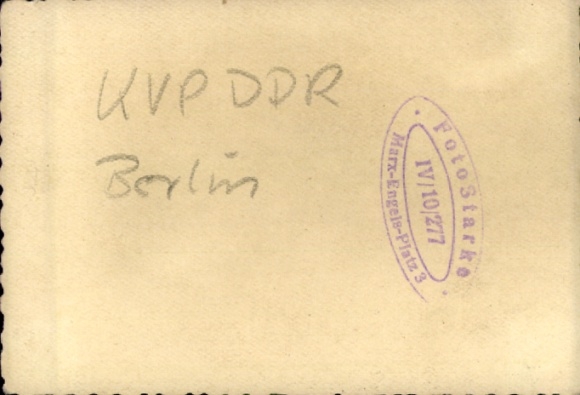 KVP DDR
Berlin
Foto Starke
IV/10/277
Marx-Engels-Platz 3